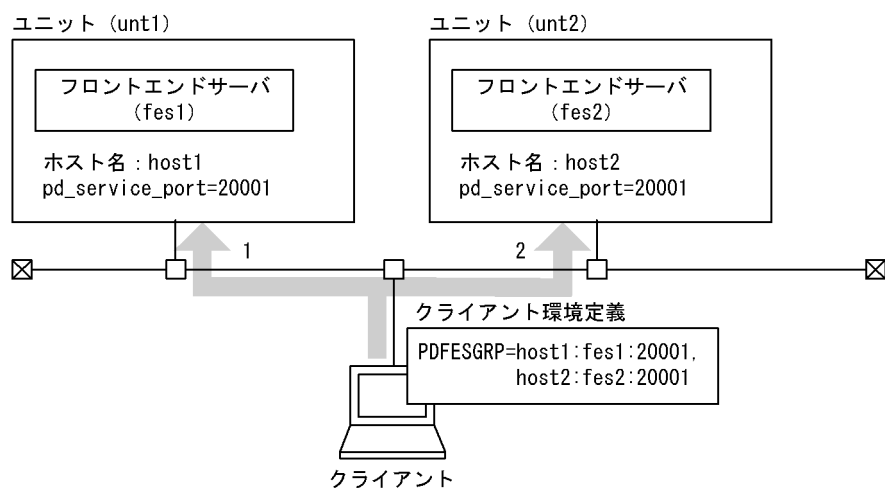 ユニット (unt1)
フロントエンドサーバ
(fes1)
ホスト名:host1
pd_service_port=20001
ユニット (unt2)
フロントエンドサーバ
(fes2)
ホスト名:host2
pd_service_port=20001
1
2
クライアント環境定義
PDFESGRP=host1:fes1:20001,
host2:fes2:20001
クライアント